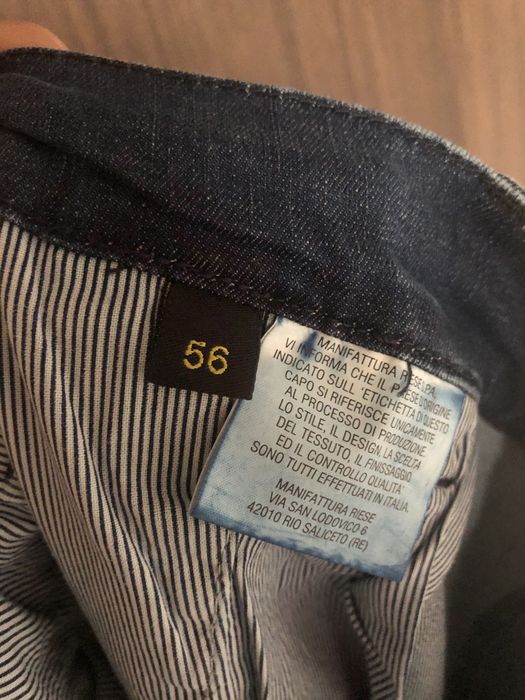 56
MANIFATTURA RIESE S.P.A.
VI INFORMA CHE IL PAESE D'ORIGINE
INDICATO SULL'ETICHETTA DI QUESTO
CAPO SI RIFERISCE UNICAMENTE
AL PROCESSO DI PRODUZIONE.
LO STILE, IL DESIGN, LA SCELTA
DEL TESSUTO, IL FINISSAGGIO
ED IL CONTROLLO QUALITA'
SONO TUTTI EFFETTUATI IN ITALIA.
MANIFATTURA RIESE
VIA SAN LODOVICO 6
42010 RIO SALICETO (RE)